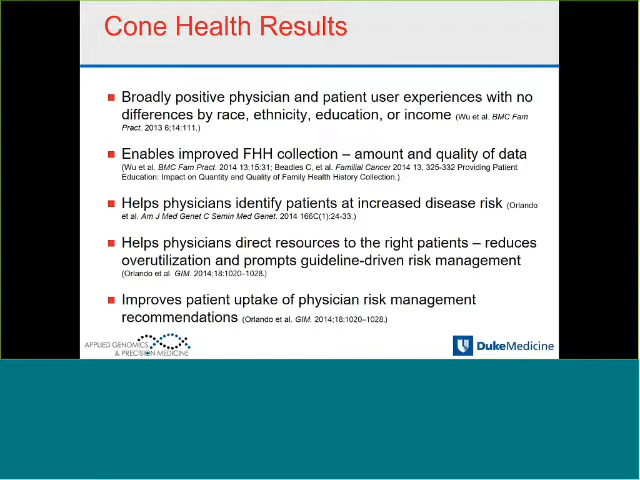 Cone Health Results
■ Broadly positive physician and patient user experiences with no
differences by race, ethnicity, education, or income (Wu et al. BMC Fam
Pract. 2013 6;14:111.)
■ Enables improved FHH collection – amount and quality of data
(Wu et al. BMC Fam Pract. 2014 13;15:31; Beadles C, et al. Familial Cancer 2014 13, 325-332 Providing Patient
Education: Impact on Quantity and Quality of Family Health History Collection.)
■ Helps physicians identify patients at increased disease risk (Orlando
et al. Am J Med Genet C Semin Med Genet. 2014 166C(1):24-33.)
■ Helps physicians direct resources to the right patients – reduces
overutilization and prompts guideline-driven risk management
(Orlando et al. GIM. 2014;18:1020–1028.)
■ Improves patient uptake of physician risk management
recommendations (Orlando et al. GIM. 2014;18:1020–1028.)
APPLIED GENOMICS
& PRECISION MEDICINE
DukeMedicine